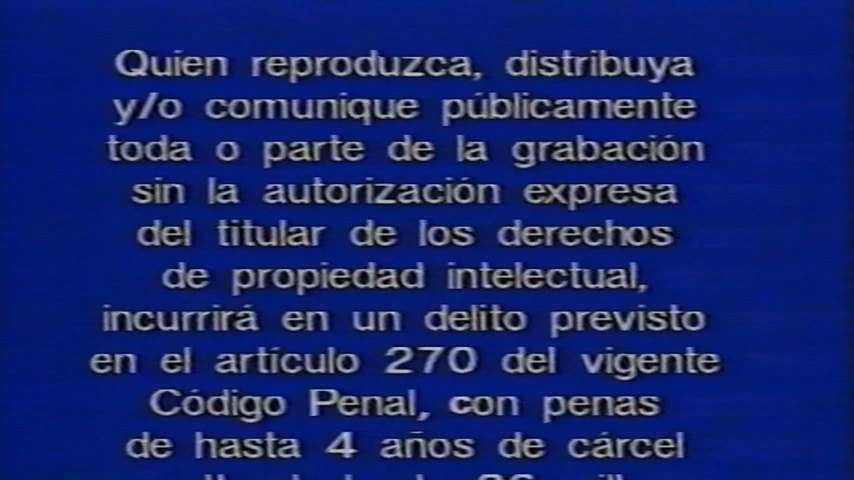 Quien reproduzca, distribuya
y/o comunique públicamente
toda o parte de la grabación
sin la autorización expresa
del titular de los derechos
de propiedad intelectual,
incurrirá en un delito previsto
en el artículo 270 del vigente
Código Penal, con penas
de hasta 4 años de cárcel